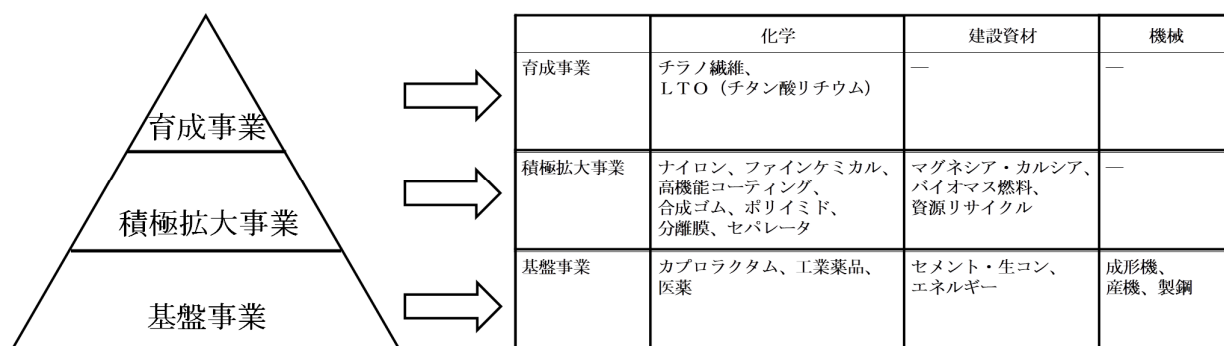 育成事業
積極拡大事業
基盤事業
化学
建設資材
機械
育成事業
チラノ繊維、
LTO(チタン酸リチウム)
―
―
積極拡大事業
ナイロン、ファインケミカル、
高機能コーティング、
合成ゴム、ポリイミド、
分離膜、セパレータ
マグネシア・カルシア、
バイオマス燃料、
資源リサイクル
―
基盤事業
カプロラクタム、工業薬品、
医薬
セメント・生コン、
エネルギー
成形機、
産機、製鋼